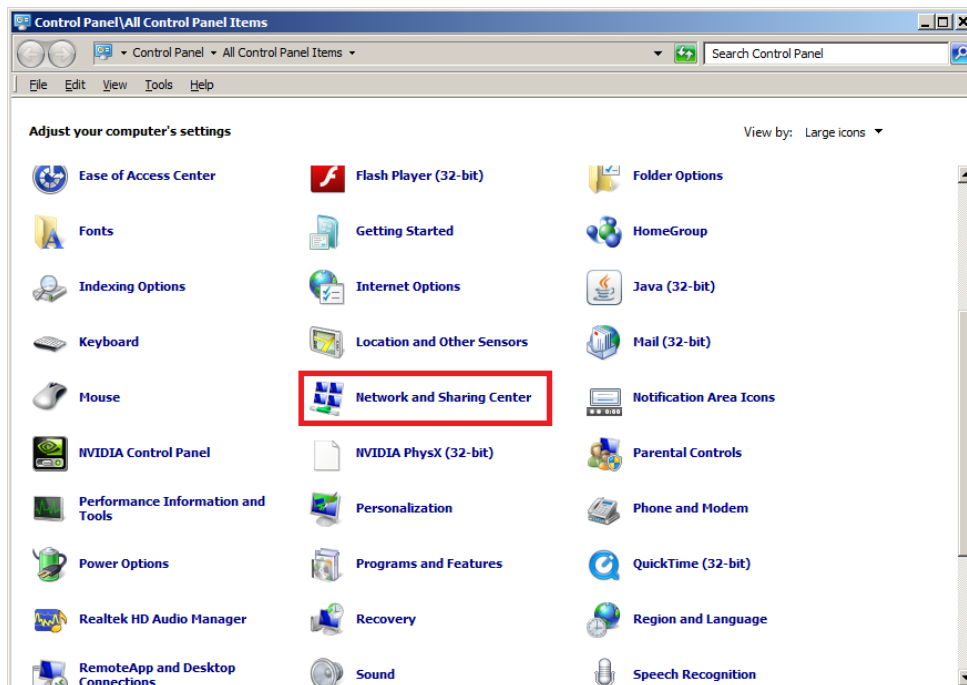 Control Panel\All Control Panel Items
Control Panel All Control Panel Items Search Control Panel
File Edit View Tools Help
Adjust your computer's settings View by: Large icons
Ease of Access Center Flash Player (32-bit) Folder Options
Fonts Getting Started HomeGroup
Indexing Options Internet Options Java (32-bit)
Keyboard Location and Other Sensors Mail (32-bit)
Mouse Network and Sharing Center Notification Area Icons
NVIDIA Control Panel NVIDIA PhysX (32-bit) Parental Controls
Performance Information and
Tools Personalization Phone and Modem
Power Options Programs and Features QuickTime (32-bit)
Realtek HD Audio Manager Recovery Region and Language
RemoteApp and Desktop
Connections Sound Speech Recognition